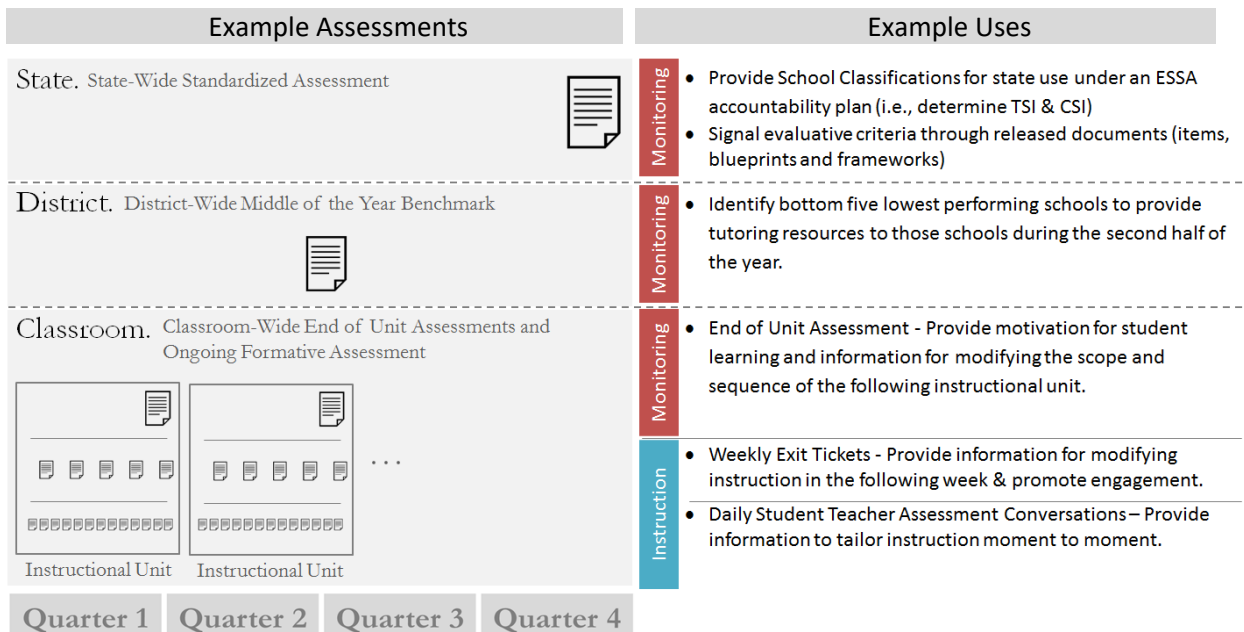 Example Assessments
Example Uses
State. State-Wide Standardized Assessment
Monitoring
• Provide School Classifications for state use under an ESSA
accountability plan (i.e., determine TSI & CSI)
• Signal evaluative criteria through released documents (items,
blueprints and frameworks)
District. District-Wide Middle of the Year Benchmark
Monitoring
• Identify bottom five lowest performing schools to provide
tutoring resources to those schools during the second half of
the year.
Classroom. Classroom-Wide End of Unit Assessments and
Ongoing Formative Assessment
...
Instructional Unit
Instructional Unit
Monitoring
• End of Unit Assessment - Provide motivation for student
learning and information for modifying the scope and
sequence of the following instructional unit.
Instruction
• Weekly Exit Tickets - Provide information for modifying
instruction in the following week & promote engagement.
• Daily Student Teacher Assessment Conversations – Provide
information to tailor instruction moment to moment.
Quarter 1
Quarter 2
Quarter 3
Quarter 4